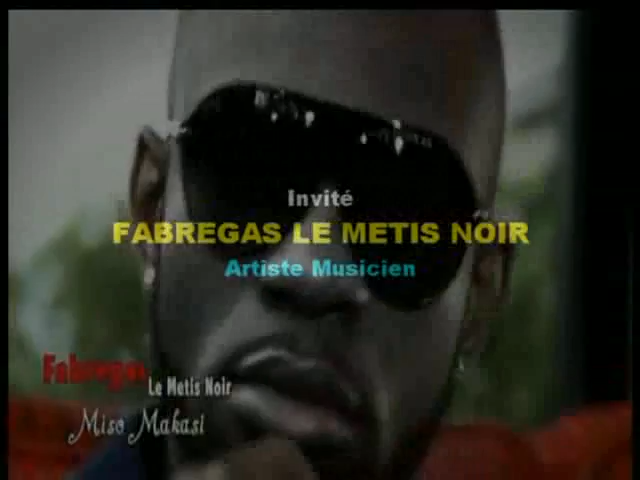 Invité
FABREGAS LE METIS NOIR
Artiste Musicien
Fabregas
Le Metis Noir
Miso Makasi